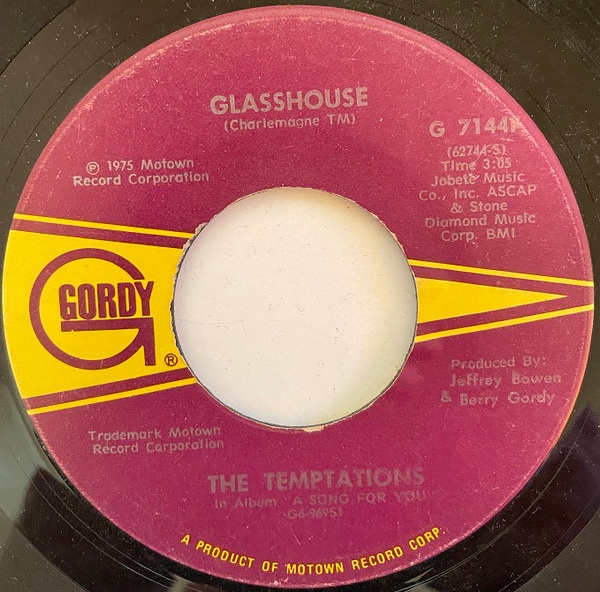 GLASSHOUSE
(Charlemagne TM)
℗ 1975 Motown
Record Corporation
G 7144F
(62744-S)
Time 3:05
Jobete Music
Co., Inc. ASCAP
& Stone
Diamond Music
Corp. BMI
GORDY
®
Produced By:
Jeffrey Bowen
& Berry Gordy
Trademark Motown
Record Corporation
THE TEMPTATIONS
In Album "A SONG FOR YOU"
G6-969S1
A PRODUCT OF MOTOWN RECORD CORP.